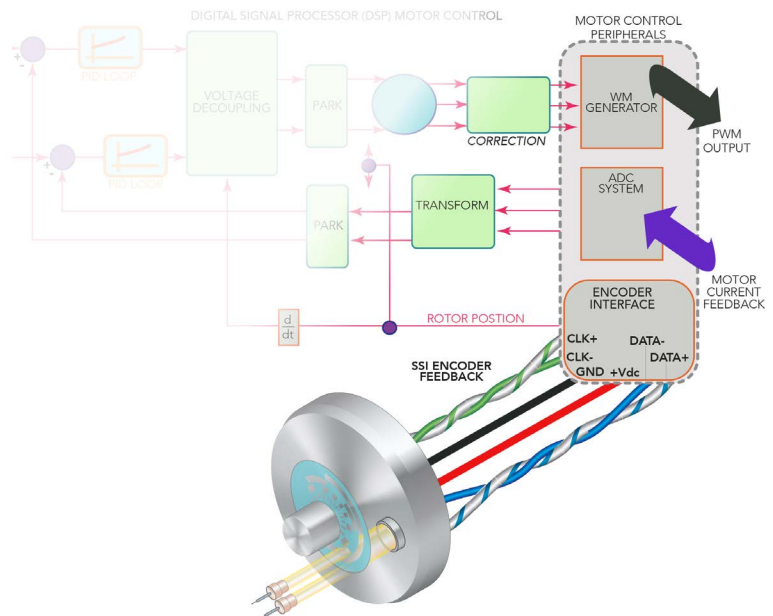 DIGITAL SIGNAL PROCESSOR (DSP) MOTOR CONTROL
MOTOR CONTROL
PERIPHERALS
+
-
PID LOOP
VOLTAGE
DECOUPLING
PARK
CORRECTION
WM
GENERATOR
PWM
OUTPUT
+
-
PID LOOP
PARK
TRANSFORM
ADC
SYSTEM
MOTOR
CURRENT
FEEDBACK
d
dt
ROTOR POSTION
ENCODER
INTERFACE
CLK+
DATA-
CLK-
DATA+
GND
+Vdc
SSI ENCODER
FEEDBACK